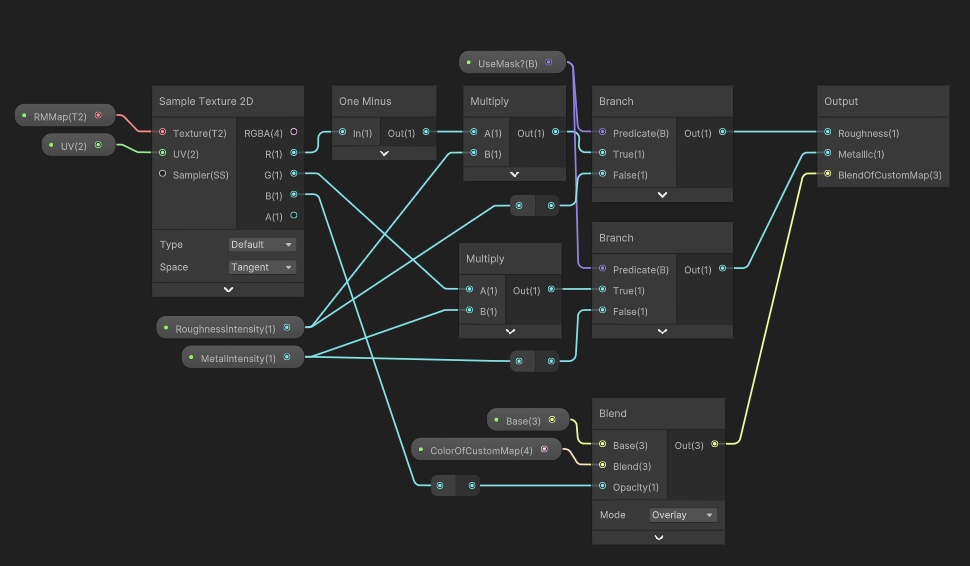 UseMask?(B)
RMMap(T2)
UV(2)
Sample Texture 2D
Texture(T2)
RGBA(4)
UV(2)
R(1)
Sampler(SS)
G(1)
B(1)
A(1)
Type
Default
Space
Tangent
One Minus
In(1)
Out(1)
Multiply
A(1)
Out(1)
B(1)
Branch
Predicate(B)
Out(1)
True(1)
False(1)
Output
Roughness(1)
Metallic(1)
BlendOfCustomMap(3)
Branch
Predicate(B)
Out(1)
True(1)
False(1)
Multiply
A(1)
Out(1)
B(1)
RoughnessIntensity(1)
MetalIntensity(1)
Base(3)
ColorOfCustomMap(4)
Blend
Base(3)
Out(3)
Blend(3)
Opacity(1)
Mode
Overlay